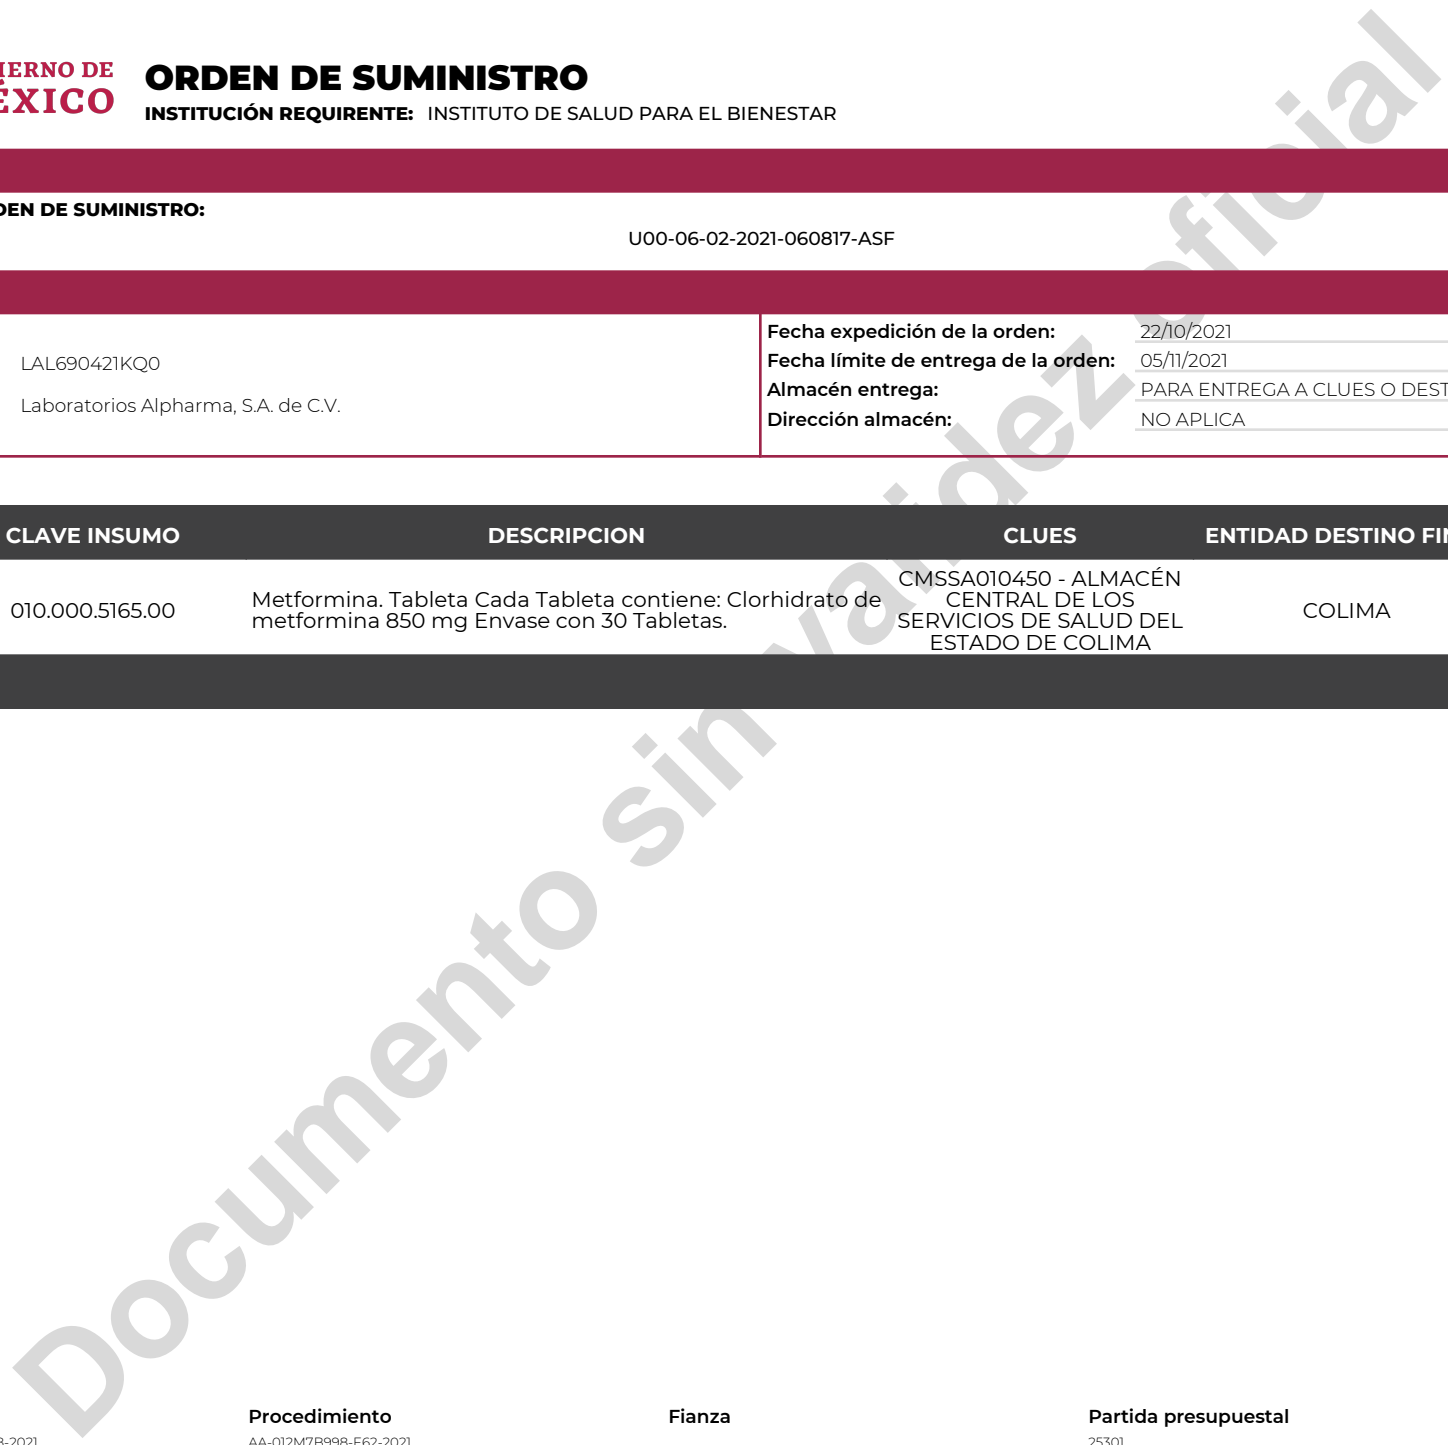 IERNO DE
ÉXICO
ORDEN DE SUMINISTRO
INSTITUCIÓN REQUIRENTE: INSTITUTO DE SALUD PARA EL BIENESTAR
DEN DE SUMINISTRO:
U00-06-02-2021-060817-ASF
LAL690421KQ0
Laboratorios Alpharma, S.A. de C.V.
Fecha expedición de la orden: 22/10/2021
Fecha límite de entrega de la orden: 05/11/2021
Almacén entrega: PARA ENTREGA A CLUES O DEST
Dirección almacén: NO APLICA
CLAVE INSUMO DESCRIPCION CLUES ENTIDAD DESTINO FIN
010.000.5165.00
Metformina. Tableta Cada Tableta contiene: Clorhidrato de
metformina 850 mg Envase con 30 Tabletas.
CMSSA010450 - ALMACÉN
CENTRAL DE LOS
SERVICIOS DE SALUD DEL
ESTADO DE COLIMA
COLIMA
Documento sin validez oficial
Procedimiento Fianza Partida presupuestal
8-2021 AA-012M7B998-E62-2021 25301